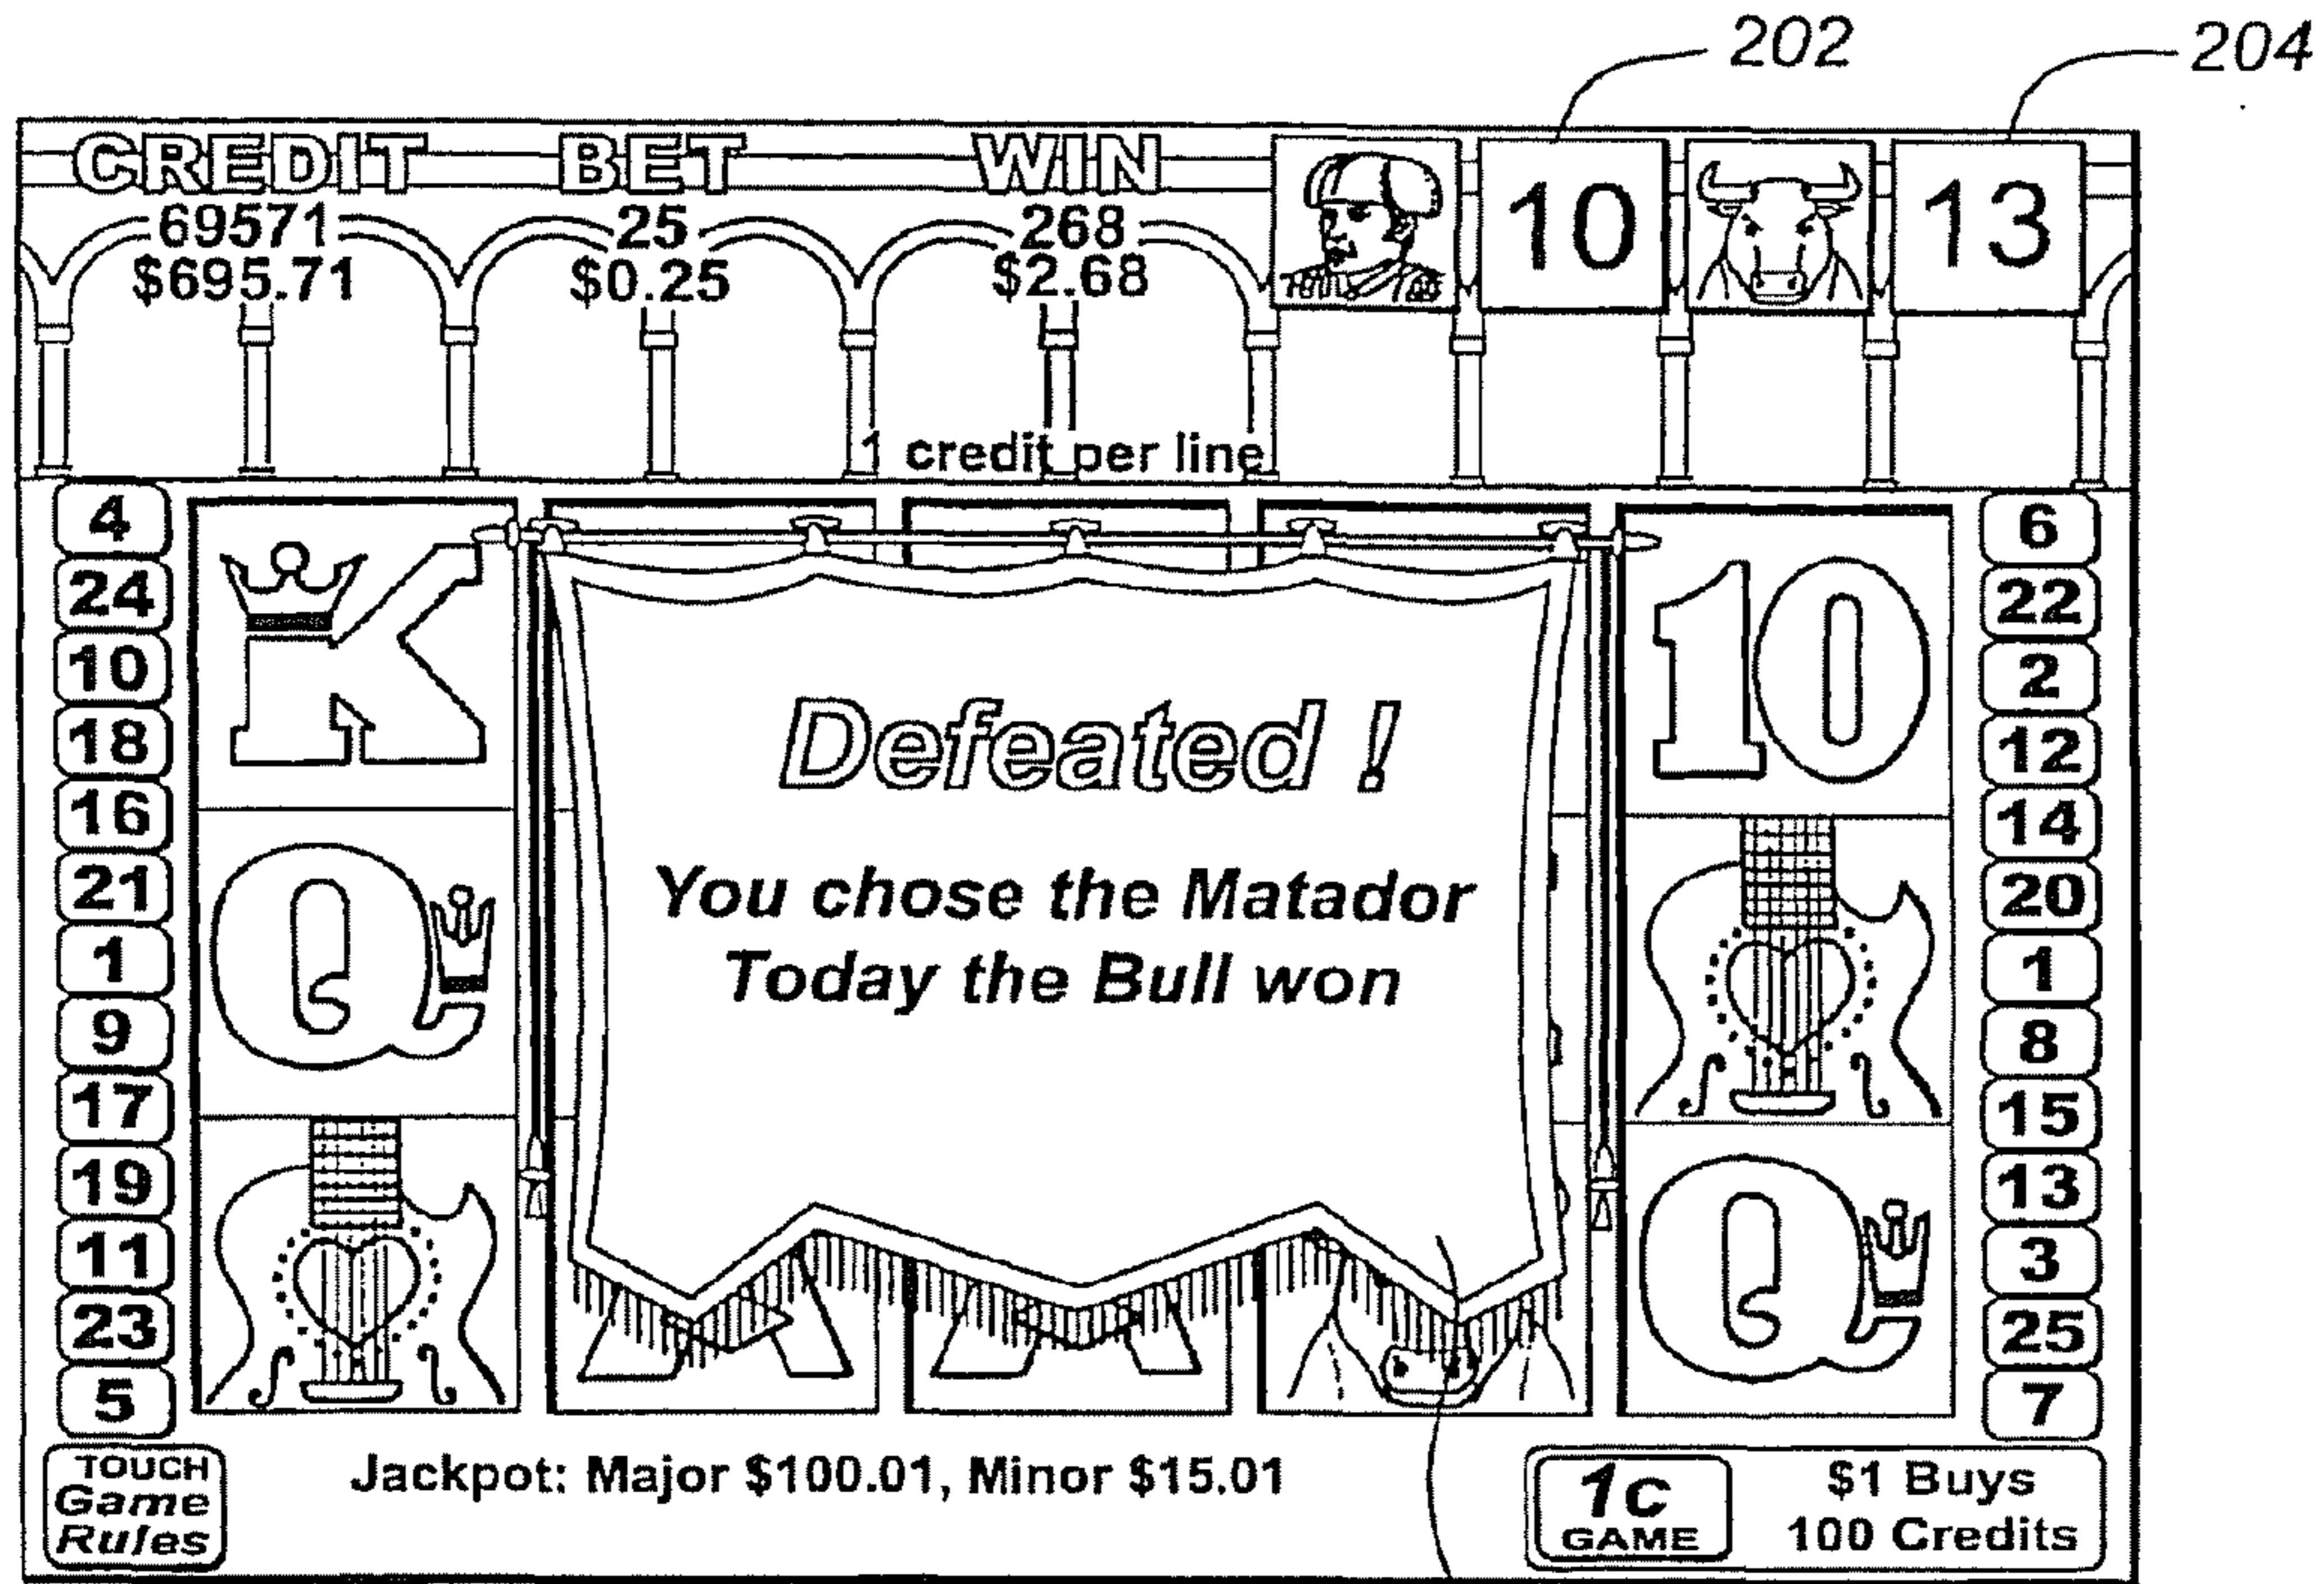 202
204
CREDIT BET WIN
69571 25 268 10 13
$695.71 $0.25 $2.68
1 credit per line
4
24
10
18
16
21
1
9
17
19
11
23
5
K
Q
Defeated !
You chose the Matador
Today the Bull won
A A
10
Q
6
22
2
12
14
20
1
8
15
13
3
25
7
TOUCH
Game
Rules
Jackpot: Major $100.01, Minor $15.01
1c
GAME
$1 Buys
100 Credits